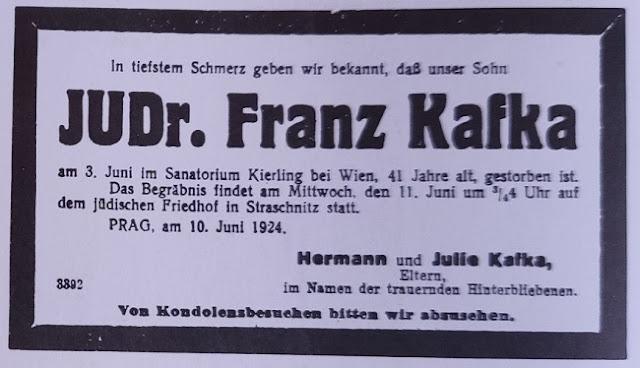 In tiefstem Schmerz geben wir bekannt, daß unser Sohn
JUDr. Franz Kafka
am 3. Juni im Sanatorium Kierling bei Wien, 41 Jahre alt, gestorben ist.
Das Begräbnis findet am Mittwoch, den 11. Juni um ¾4 Uhr auf
dem jüdischen Friedhof in Straschnitz statt.
PRAG, am 10. Juni 1924.
Hermann und Julie Kafka,
Eltern,
3392 im Namen der trauernden Hinterbliebenen.
Von Kondolensbesuchen bitten wir abzusehen.